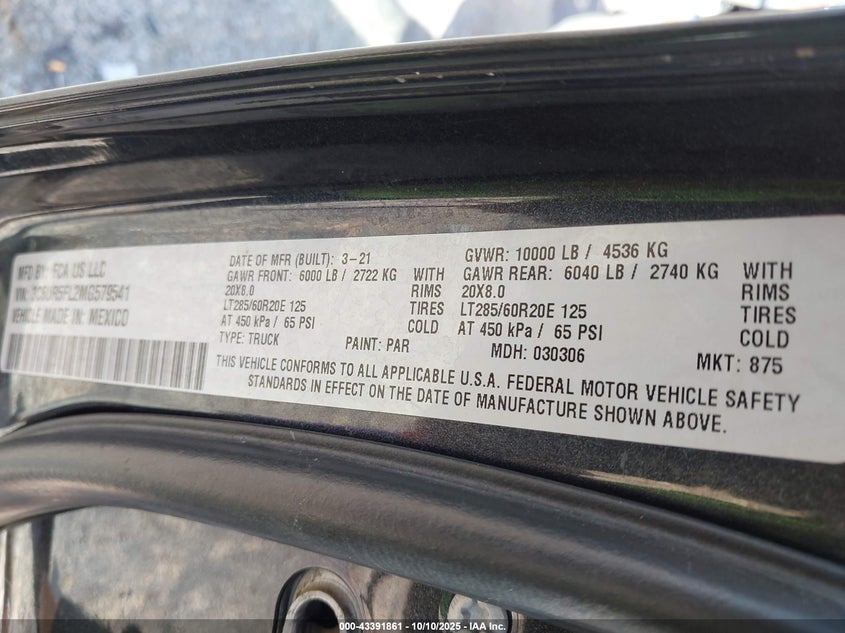 MFD BY: FCA US LLC
VIN: 3C6UR5FL2MG579541
VEHICLE MADE IN: MEXICO
DATE OF MFR (BUILT): 3-21
GVWR: 10000 LB / 4536 KG
GAWR FRONT: 6000 LB / 2722 KG WITH
GAWR REAR: 6040 LB / 2740 KG WITH
20X8.0 RIMS
20X8.0 RIMS
LT285/60R20E 125 TIRES
LT285/60R20E 125 TIRES
AT 450 kPa / 65 PSI COLD
AT 450 kPa / 65 PSI COLD
TYPE: TRUCK
PAINT: PAR
MDH: 030306
MKT: 875
THIS VEHICLE CONFORMS TO ALL APPLICABLE U.S.A. FEDERAL MOTOR VEHICLE SAFETY
STANDARDS IN EFFECT ON THE DATE OF MANUFACTURE SHOWN ABOVE.
000-43391861 - 10/10/2025 - IAA Inc.